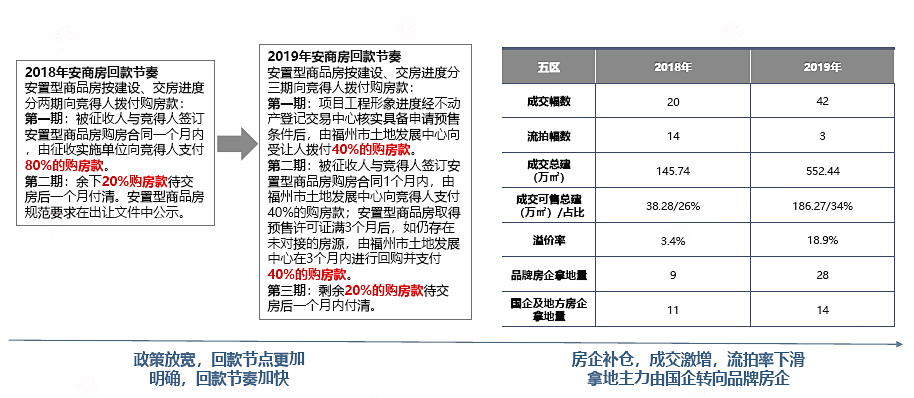 2018年安商房回款节奏
安置型商品房按建设、交房进度
分两期向竞得人拨付购房款：
第一期：被征收人与竞得人签订
安置型商品房购房合同一个月内
，由征收实施单位向竞得人支付
80%的购房款。
第二期：余下20%购房款待交
房后一个月付清。安置型商品房
规范要求在出让文件中公示。
2019年安商房回款节奏
安置型商品房按建设、交房进度分
三期向竞得人拨付购房款：
第一期：项目工程形象进度经不动
产登记交易中心核实具备申请预售
条件后，由福州市土地发展中心向
受让人拨付40%的购房款。
第二期：被征收人与竞得人签订安
置型商品房购房合同1个月内，由
福州市土地发展中心向竞得人支付
40%的购房款；安置型商品房取得
预售许可证满3个月后，如仍存在
未对接的房源，由福州市土地发展
中心在3个月内进行回购并支付
40%的购房款。
第三期：剩余20%的购房款待交
房后一个月内付清。
五区 2018年 2019年
成交幅数 20 42
流拍幅数 14 3
成交总建
（万㎡） 145.74 552.44
成交可售总建
（万㎡）/占比 38.28/26% 186.27/34%
溢价率 3.4% 18.9%
品牌房企拿地量 9 28
国企及地方房企
拿地量 11 14
政策放宽，回款节点更加
明确，回款节奏加快
房企补仓，成交激增，流拍率下滑
拿地主力由国企转向品牌房企